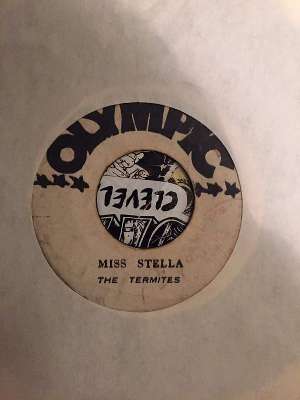 OLYMPIC
CLEVEL
MISS STELLA
THE TERMITES